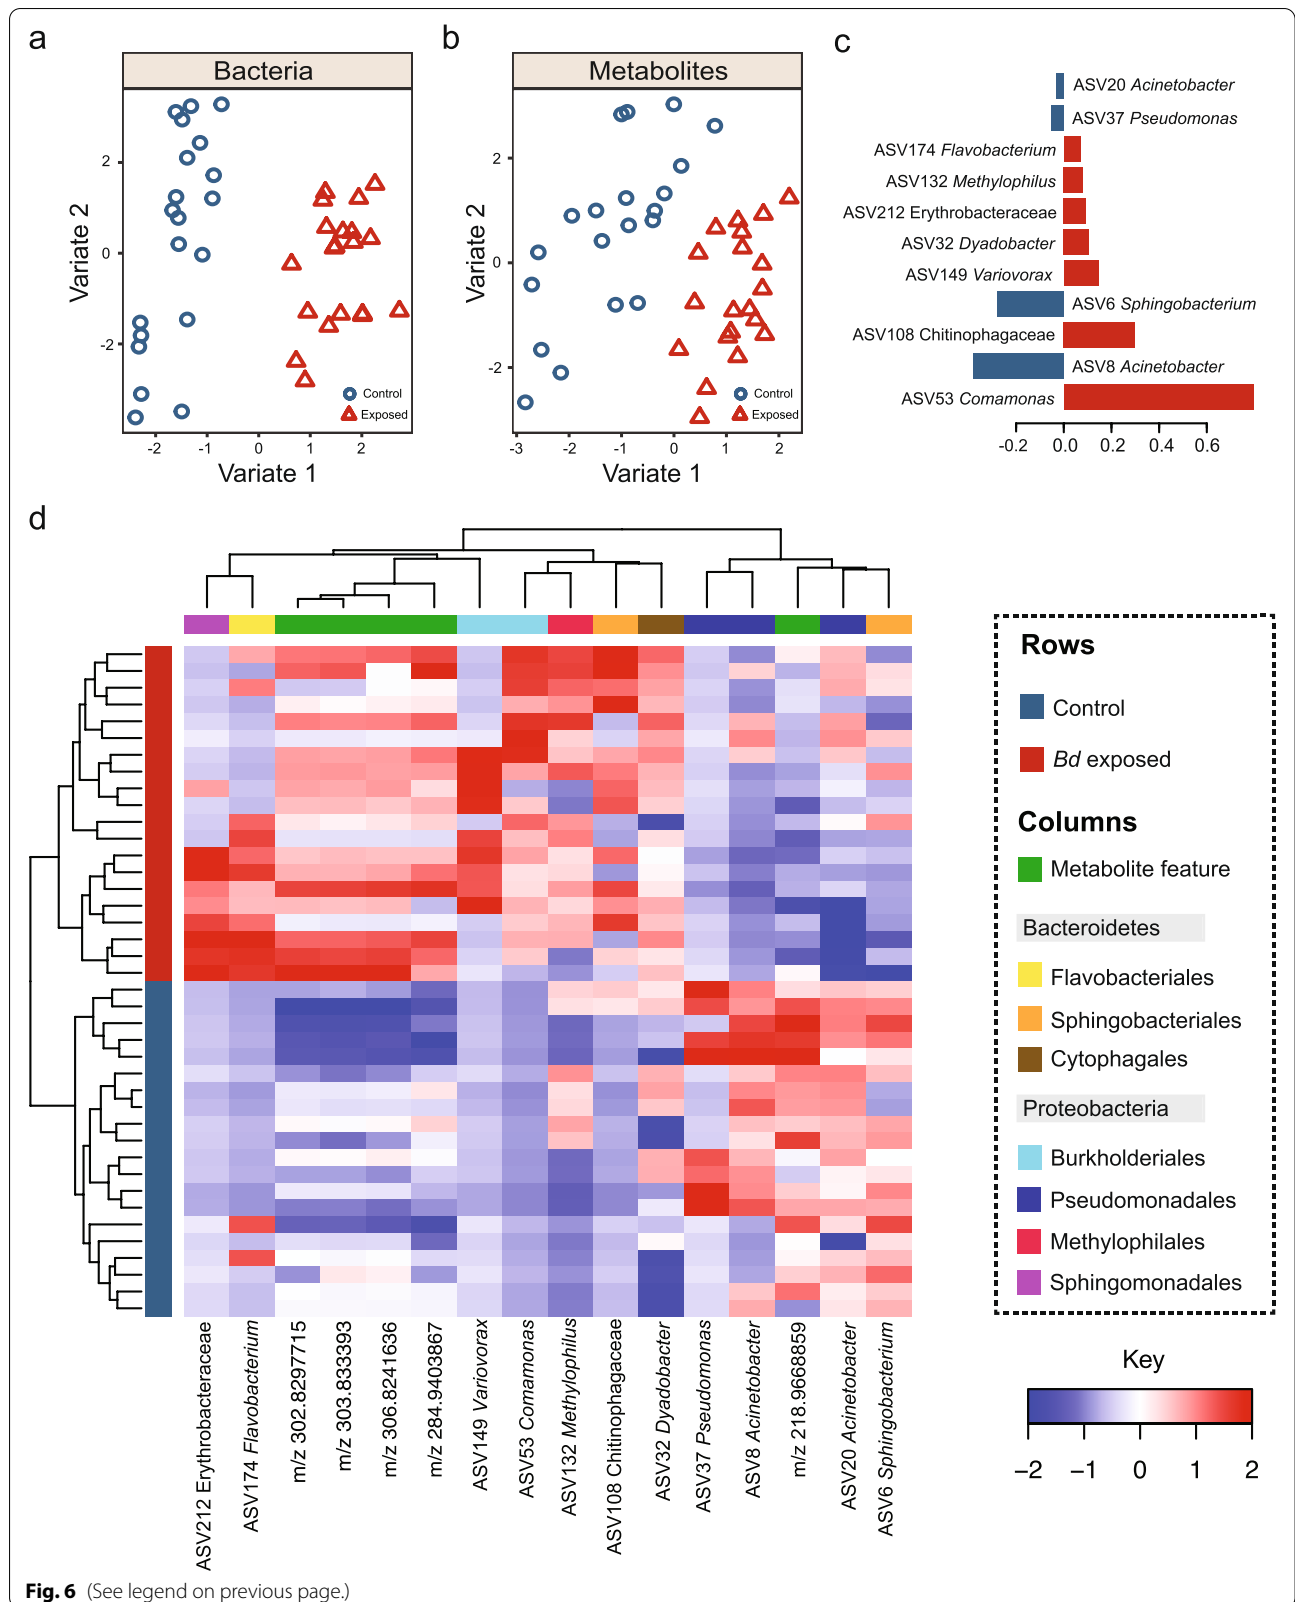 a
b
c
Bacteria
Variate 2
2
0
-2
Control
Exposed
-2
-1
0
1
2
Variate 1
Metabolites
Variate 2
2
0
-2
Control
Exposed
-3
-2
-1
0
1
2
Variate 1
ASV20 Acinetobacter
ASV37 Pseudomonas
ASV174 Flavobacterium
ASV132 Methylophilus
ASV212 Erythrobacteraceae
ASV32 Dyadobacter
ASV149 Variovorax
ASV6 Sphingobacterium
ASV108 Chitinophagaceae
ASV8 Acinetobacter
ASV53 Comamonas
-0.2
0.0
0.2
0.4
0.6
d
ASV212 Erythrobacteraceae
ASV174 Flavobacterium
m/z 302.8297715
m/z 303.833393
m/z 306.8241636
m/z 284.9403867
ASV149 Variovorax
ASV53 Comamonas
ASV132 Methylophilus
ASV108 Chitinophagaceae
ASV32 Dyadobacter
ASV37 Pseudomonas
ASV8 Acinetobacter
m/z 218.9668859
ASV20 Acinetobacter
ASV6 Sphingobacterium
Rows
Control
Bd exposed
Columns
Metabolite feature
Bacteroidetes
Flavobacteriales
Sphingobacteriales
Cytophagales
Proteobacteria
Burkholderiales
Pseudomonadales
Methylophilales
Sphingomonadales
Key
−2
−1
0
1
2
Fig. 6 (See legend on previous page.)